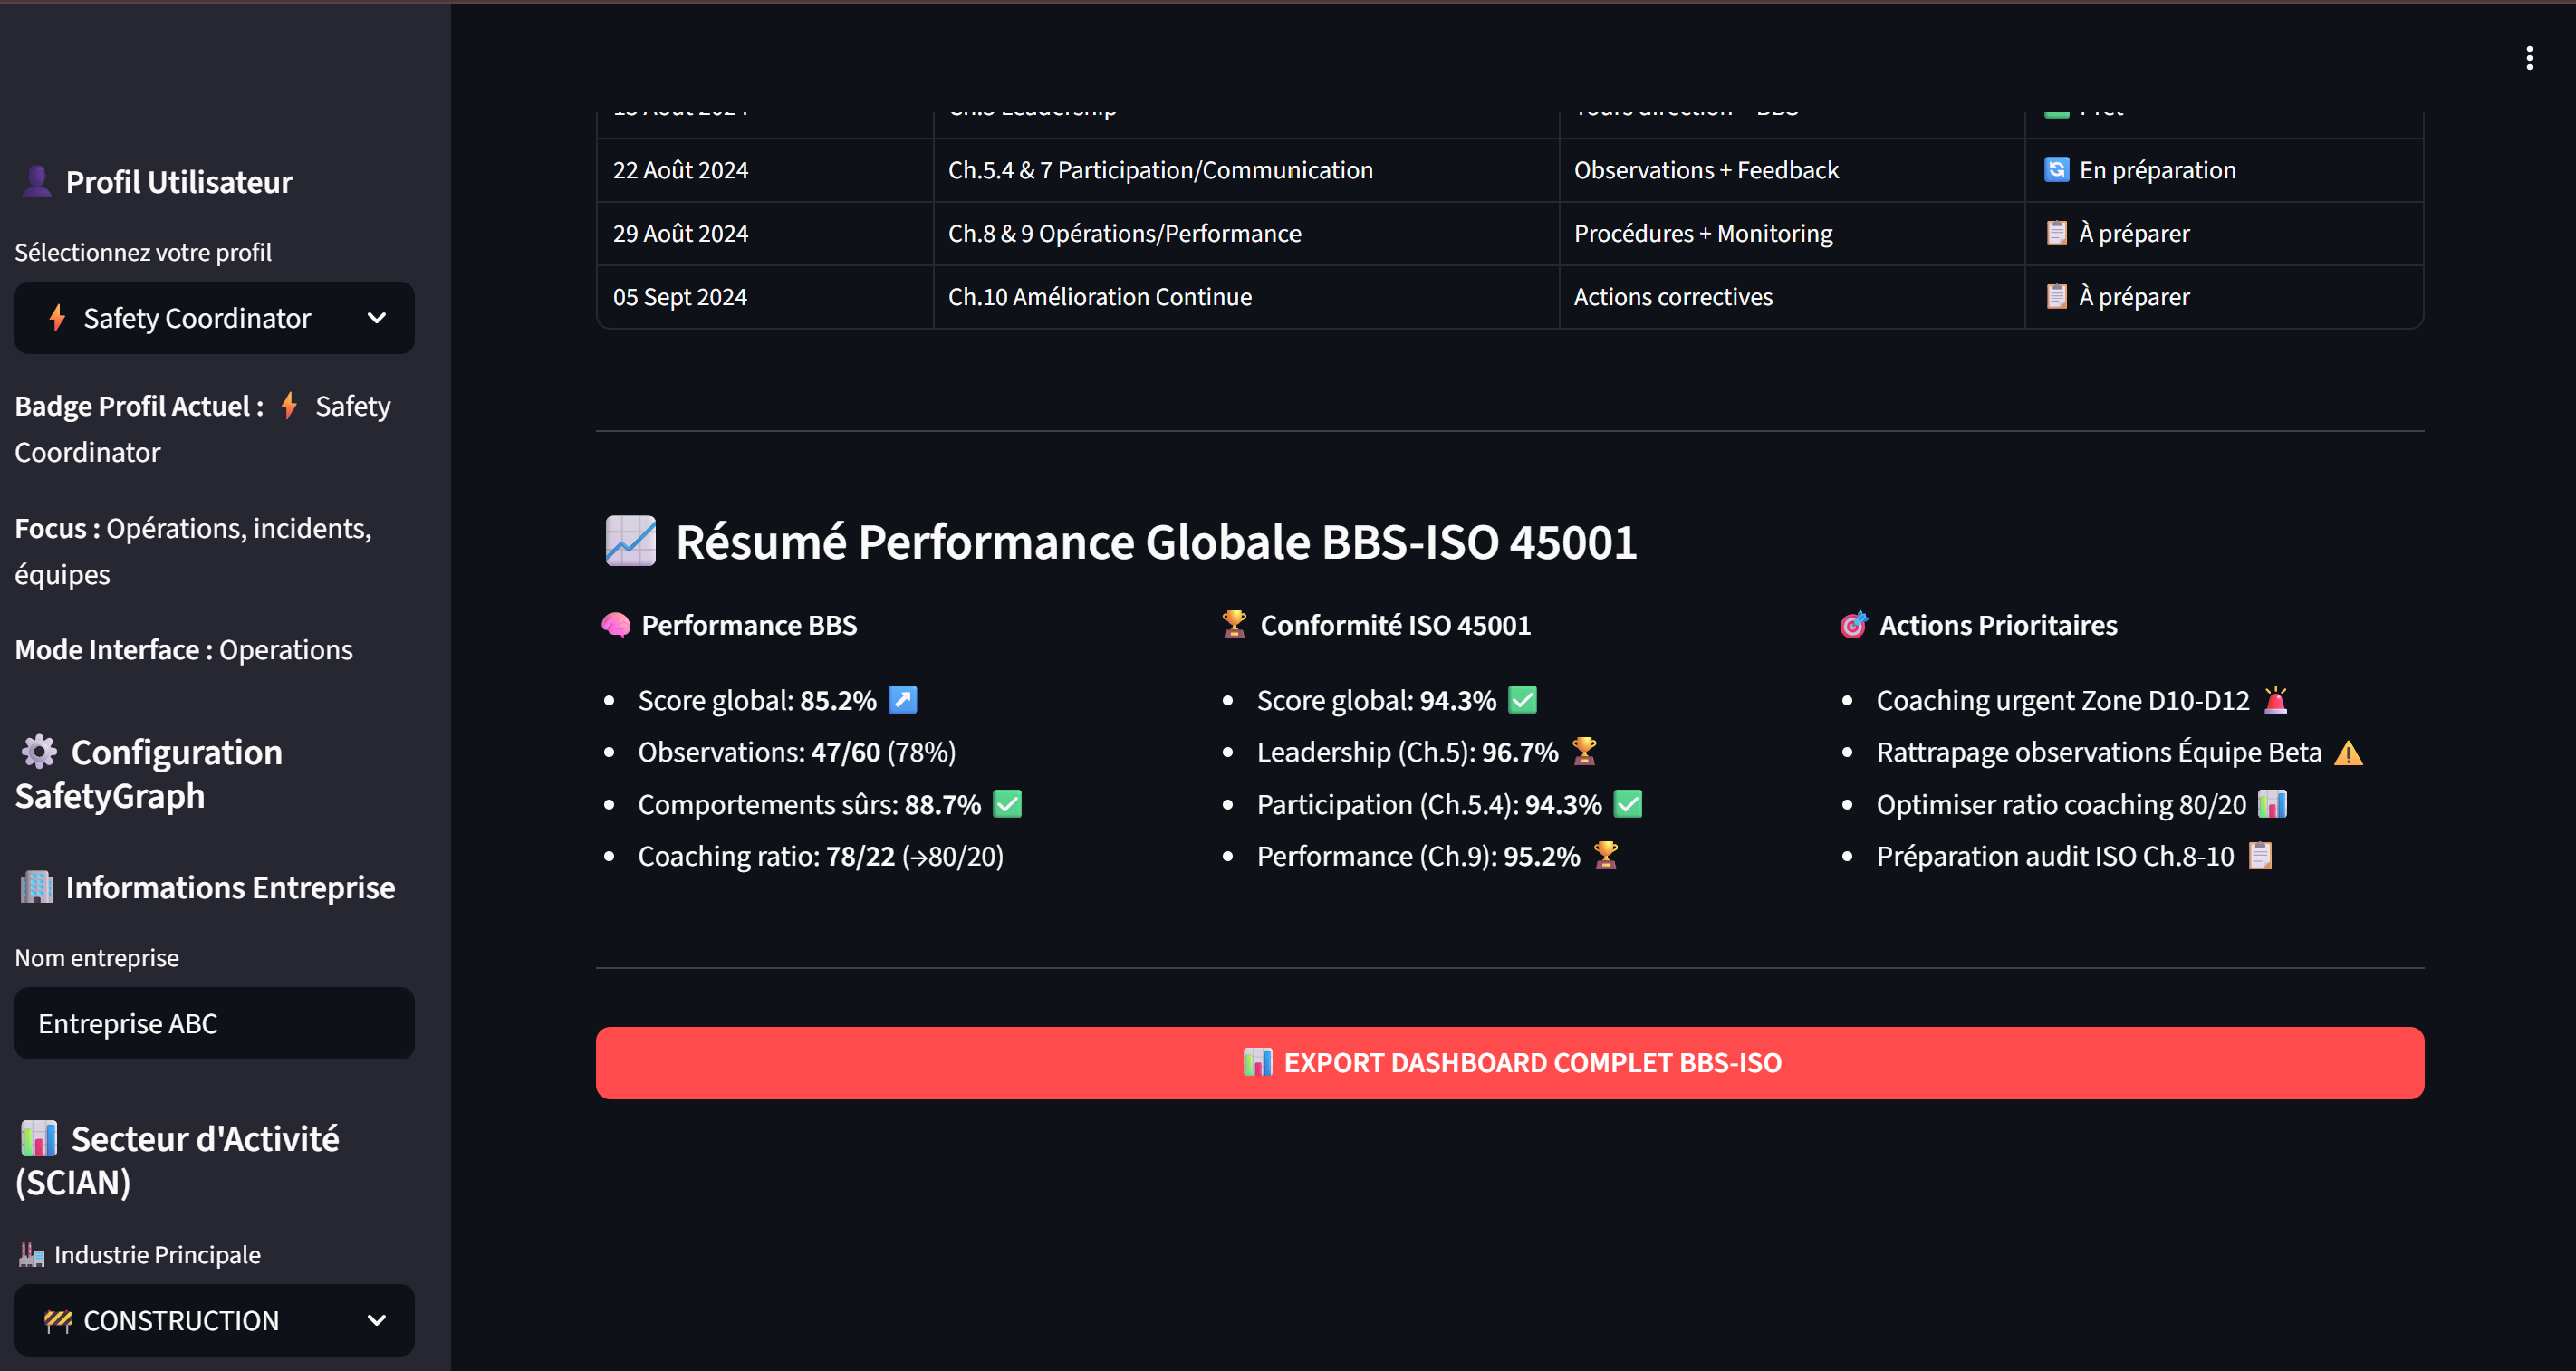 Profil Utilisateur
Sélectionnez votre profil
Safety Coordinator
Badge Profil Actuel : Safety
Coordinator
Focus : Opérations, incidents,
équipes
Mode Interface : Operations
Configuration
SafetyGraph
Informations Entreprise
Nom entreprise
Entreprise ABC
Secteur d'Activité
(SCIAN)
Industrie Principale
CONSTRUCTION
Août 2024 Leadership BBS
22 Août 2024 Ch.5.4 & 7 Participation/Communication Observations + Feedback En préparation
29 Août 2024 Ch.8 & 9 Opérations/Performance Procédures + Monitoring À préparer
05 Sept 2024 Ch.10 Amélioration Continue Actions correctives À préparer
Résumé Performance Globale BBS-ISO 45001
Performance BBS
• Score global: 85.2%
• Observations: 47/60 (78%)
• Comportements sûrs: 88.7%
• Coaching ratio: 78/22 (→80/20)
Conformité ISO 45001
• Score global: 94.3%
• Leadership (Ch.5): 96.7%
• Participation (Ch.5.4): 94.3%
• Performance (Ch.9): 95.2%
Actions Prioritaires
• Coaching urgent Zone D10-D12
• Rattrapage observations Équipe Beta
• Optimiser ratio coaching 80/20
• Préparation audit ISO Ch.8-10
EXPORT DASHBOARD COMPLET BBS-ISO